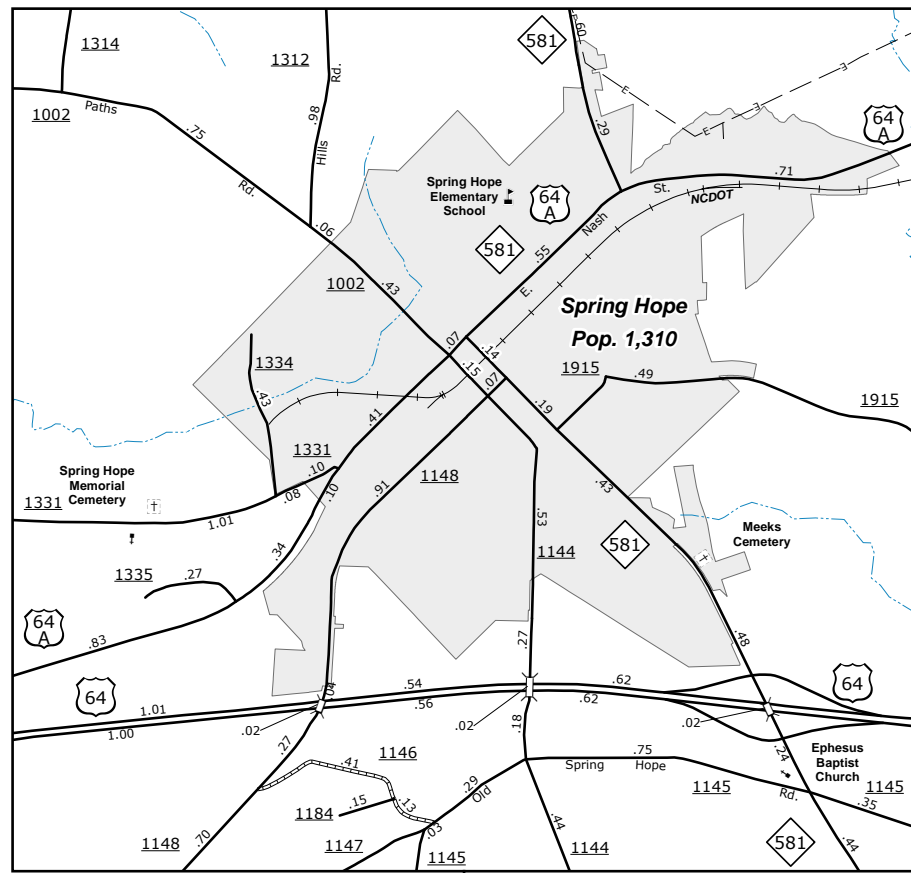 1314
1312
581
.60
Rd.
64
A
1002
Paths
.75
.98
Hills
.29
E
E
E
E
.71
Rd.
Spring Hope
Elementary
School
64
A
St.
NCDOT
.06
581
Nash
.55
E.
1002
.43
Spring Hope
Pop. 1,310
.07
.14
1334
.15
.07
1915
.49
1915
.43
.19
.41
1331
.10
.91
1148
.43
Spring Hope
Memorial
Cemetery
1331
.08
.10
1.01
.53
581
Meeks
Cemetery
.34
1144
1335
.27
64
A
.83
.27
.48
64
.04
.54
.62
64
1.01
.56
.62
1.00
.02
.02
.02
.18
.27
.24
1146
.41
.75
Ephesus
Baptist
Church
Spring
Hope
1145
1145
.29
Old
Rd.
.15
.13
.35
1184
.03
.44
.70
581
.44
1148
1147
1145
1144